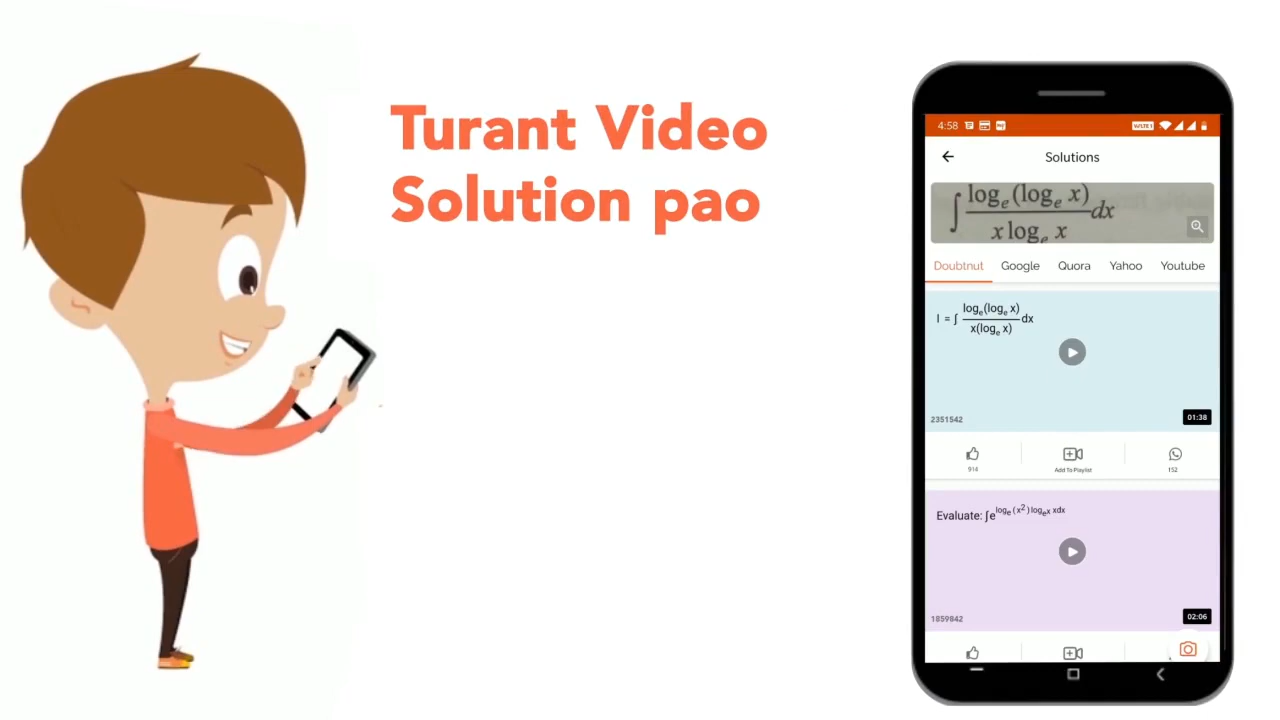 Turant Video
Solution pao
4:58
Solutions
∫ logₑ(logₑ x) / x logₑ x dx
Doubtnut Google Quora Yahoo Youtube
I = ∫ logₑ(logₑ x) / x(logₑ x) dx
2351542 01:38
914 Add To Playlist 152
Evaluate: ∫e^logₑ(x²)logₑx xdx
1859842 02:06